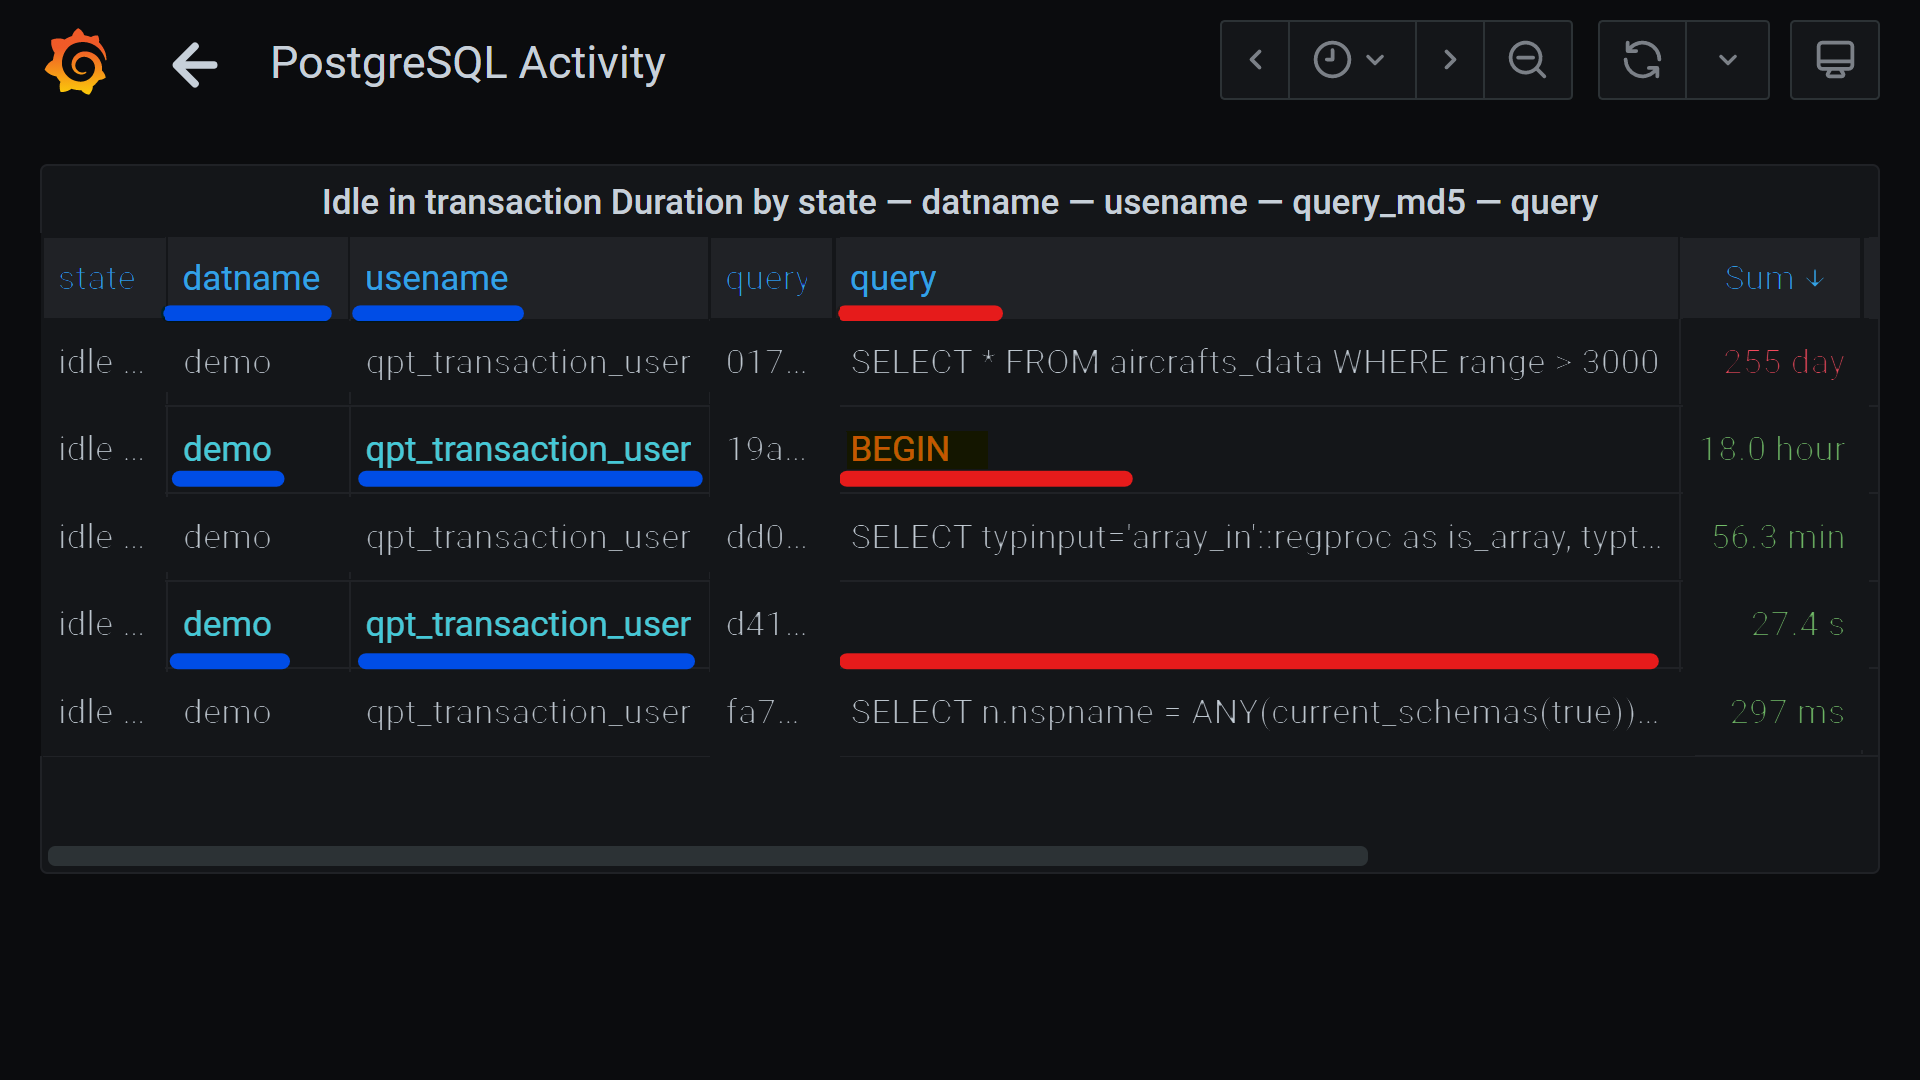 PostgreSQL Activity
Idle in transaction Duration by state — datname — usename — query_md5 — query
state datname usename query query Sum ↓
idle ... demo qpt_transaction_user 017... SELECT * FROM aircrafts_data WHERE range > 3000 255 day
idle ... demo qpt_transaction_user 19a... BEGIN 18.0 hour
idle ... demo qpt_transaction_user dd0... SELECT typinput='array_in'::regproc as is_array, typt... 56.3 min
idle ... demo qpt_transaction_user d41... 27.4 s
idle ... demo qpt_transaction_user fa7... SELECT n.nspname = ANY(current_schemas(true))... 297 ms